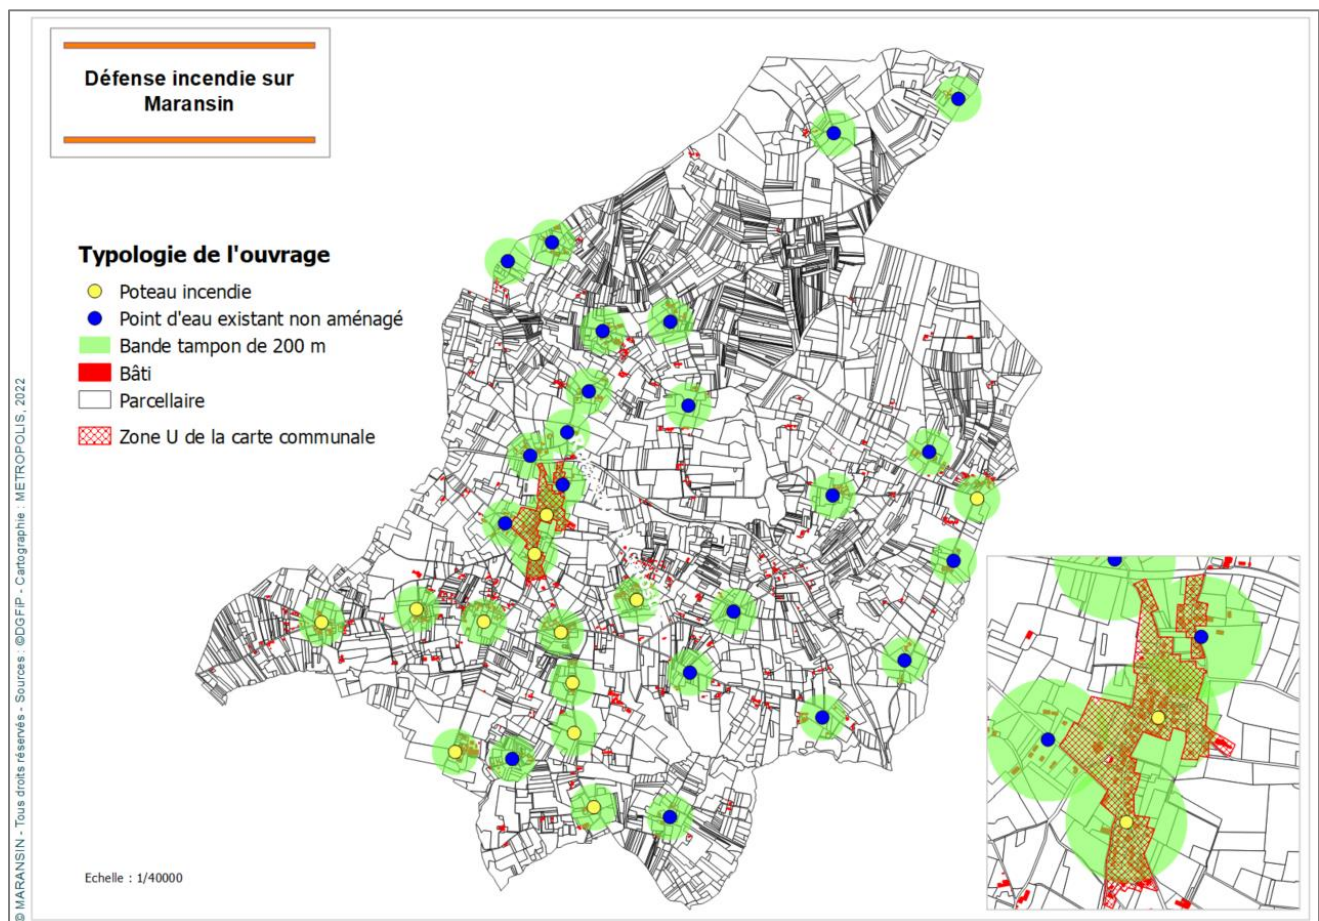 Défense incendie sur
Maransin
Typologie de l'ouvrage
Poteau incendie
Point d'eau existant non aménagé
Bande tampon de 200 m
Bâti
Parcellaire
Zone U de la carte communale
Echelle : 1/40000
© MARANSIN - Tous droits réservés - Sources : ©DGFiP - Cartographie : METROPOLIS, 2022